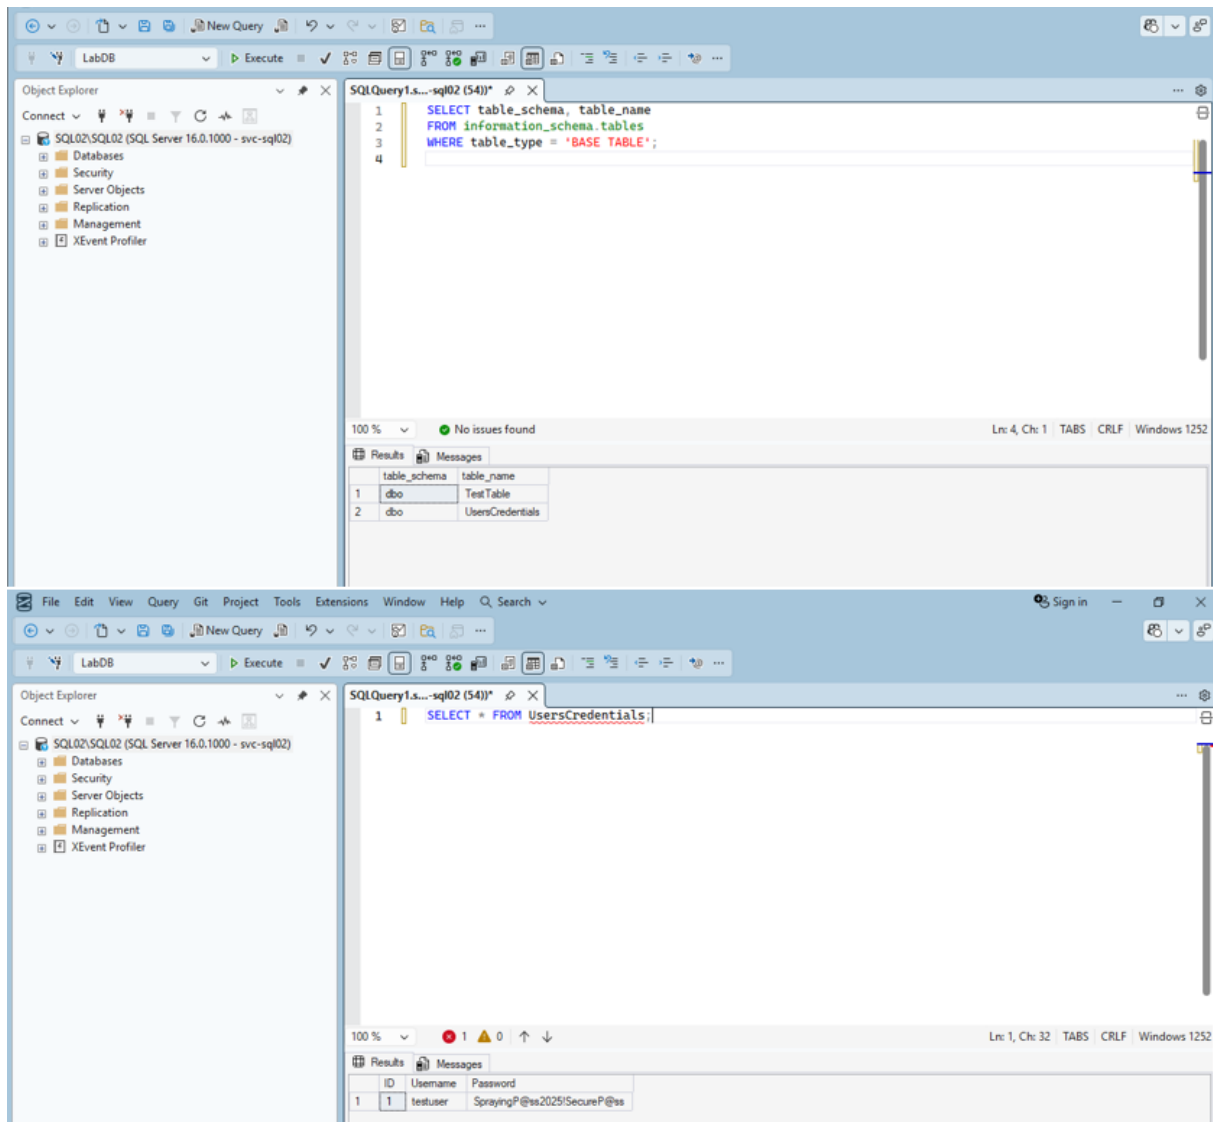 New Query
LabDB
Execute
Object Explorer
Connect
SQL02\SQL02 (SQL Server 16.0.1000 - svc-sql02)
Databases
Security
Server Objects
Replication
Management
XEvent Profiler
SQLQuery1.s...-sql02 (54))*
1 SELECT table_schema, table_name
2 FROM information_schema.tables
3 WHERE table_type = 'BASE TABLE';
4
100 %
No issues found
Ln: 4, Ch: 1 TABS CRLF Windows 1252
Results Messages
table_schema table_name
1 dbo TestTable
2 dbo UsersCredentials
File Edit View Query Git Project Tools Extensions Window Help Search Sign in
New Query
LabDB
Execute
Object Explorer
Connect
SQL02\SQL02 (SQL Server 16.0.1000 - svc-sql02)
Databases
Security
Server Objects
Replication
Management
XEvent Profiler
SQLQuery1.s...-sql02 (54))*
1 SELECT * FROM UsersCredentials;
100 % 1 0
Ln: 1, Ch: 32 TABS CRLF Windows 1252
Results Messages
ID Username Password
1 1 testuser SprayingP@ss2025!SecureP@ss